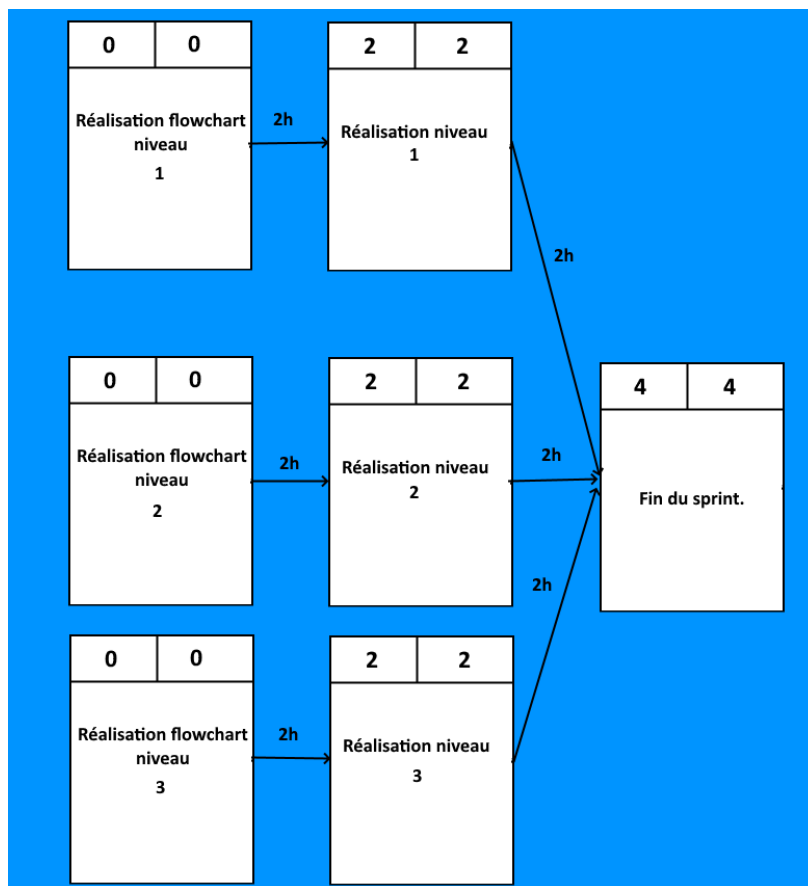 0 0
Réalisation flowchart
niveau
1
2h
2 2
Réalisation niveau
1
2h
0 0
Réalisation flowchart
niveau
2
2h
2 2
Réalisation niveau
2
2h
4 4
Fin du sprint.
0 0
Réalisation flowchart
niveau
3
2h
2 2
Réalisation niveau
3
2h